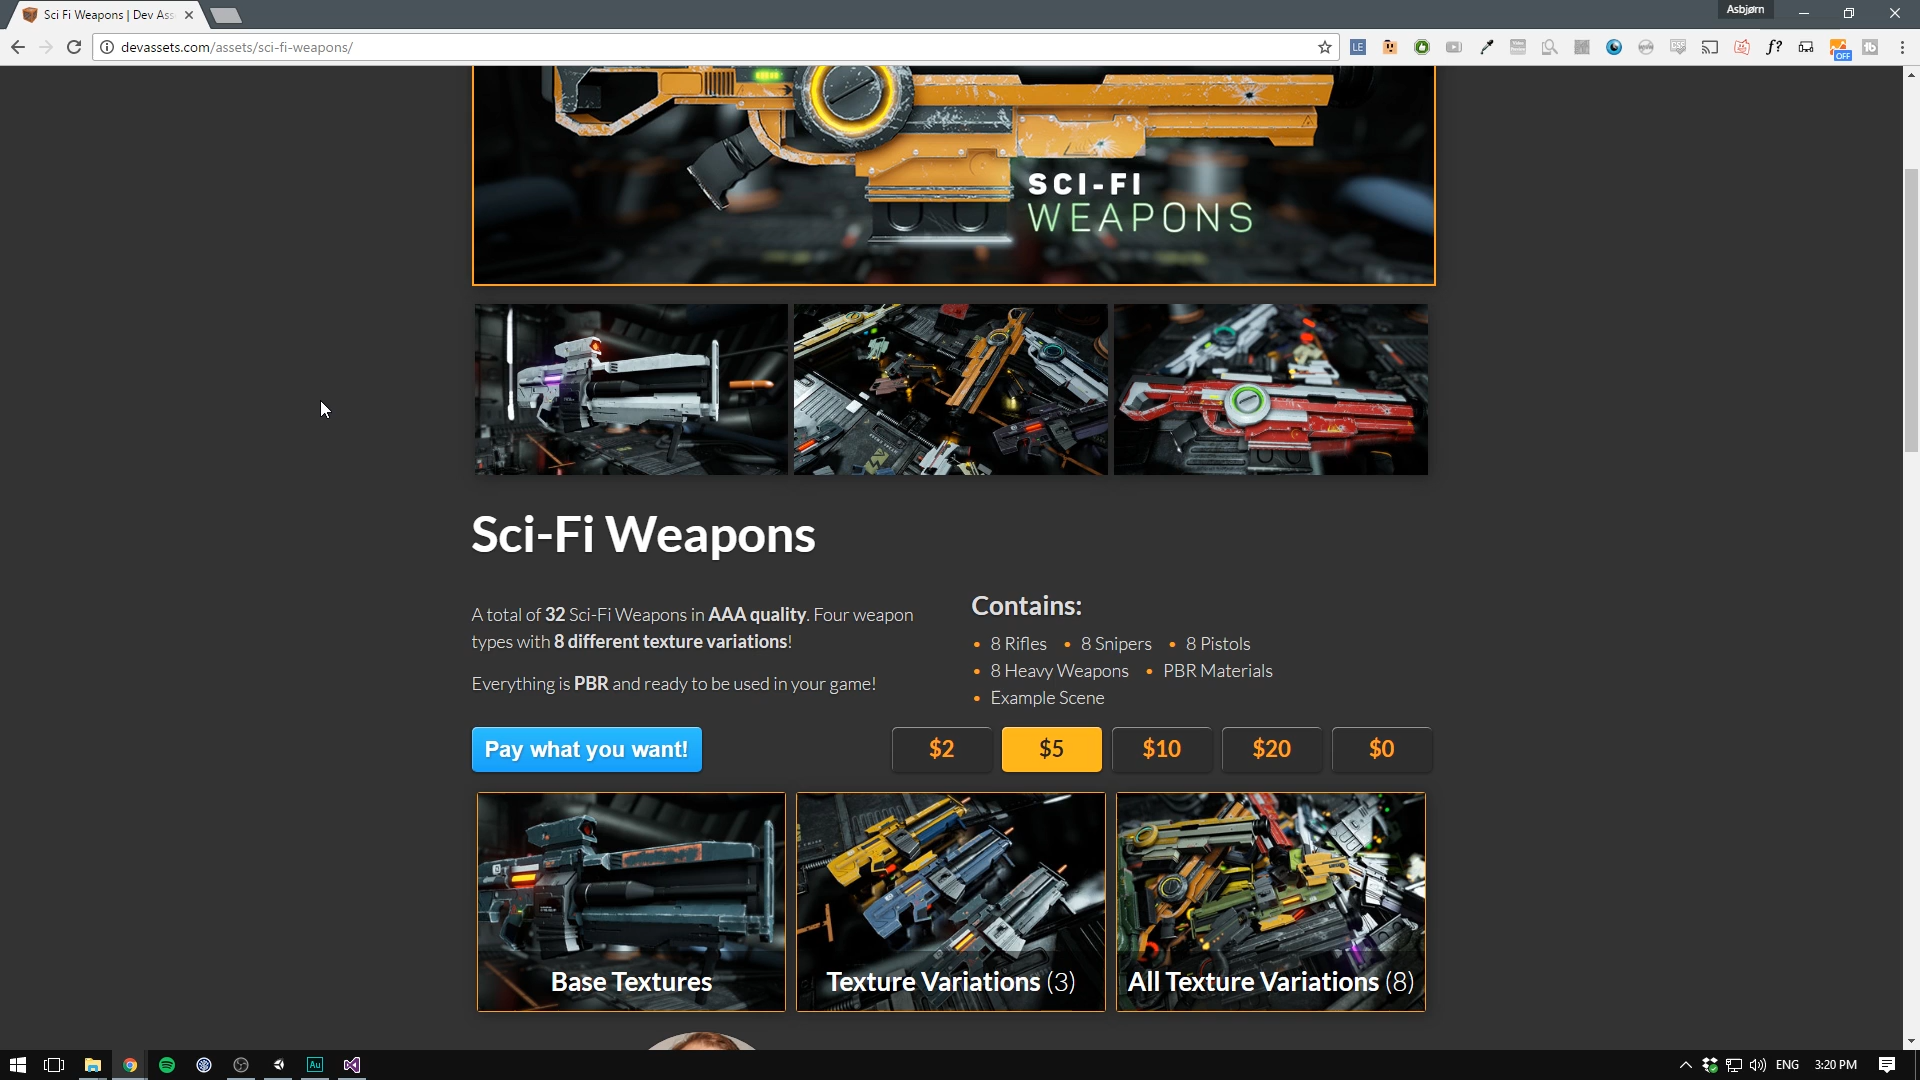 Sci Fi Weapons | Dev Ass
Asbjørn
devassets.com/assets/sci-fi-weapons/
LE
CSC
f?
OFF
SCI-FI
WEAPONS
Sci-Fi Weapons
A total of 32 Sci-Fi Weapons in AAA quality. Four weapon
types with 8 different texture variations!
Everything is PBR and ready to be used in your game!
Contains:
• 8 Rifles • 8 Snipers • 8 Pistols
• 8 Heavy Weapons • PBR Materials
• Example Scene
Pay what you want!
$2 $5 $10 $20 $0
Base Textures
Texture Variations (3)
All Texture Variations (8)
Au
ENG
3:20 PM